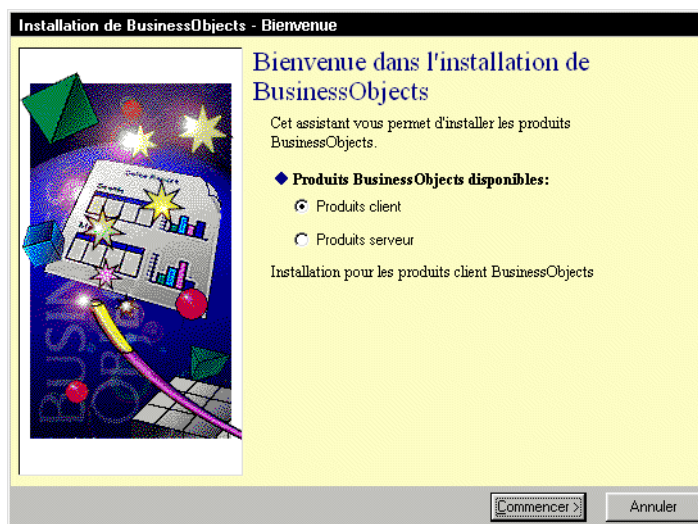 Installation de BusinessObjects - Bienvenue
Bienvenue dans l'installation de
BusinessObjects
Cet assistant vous permet d'installer les produits
BusinessObjects.
Produits BusinessObjects disponibles:
Produits client
Produits serveur
Installation pour les produits client BusinessObjects
BUSIN
Commencer >
Annuler